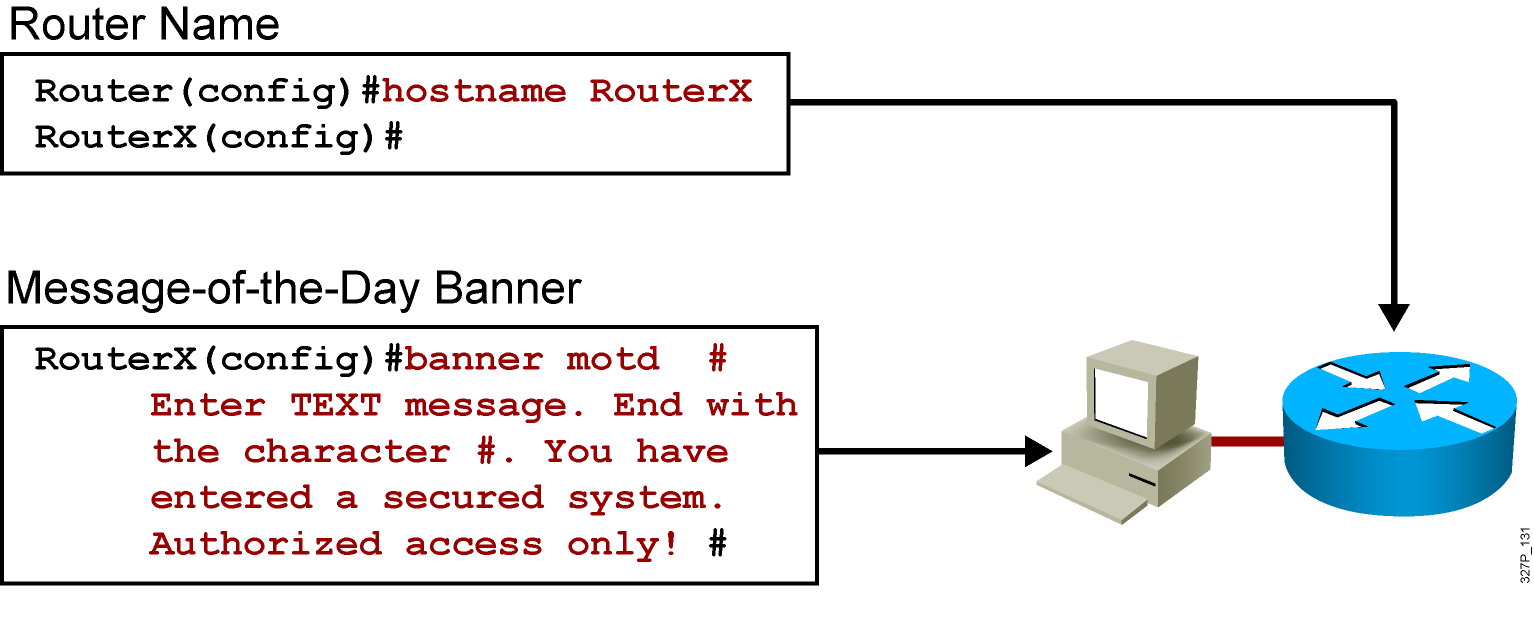 Router Name
Router(config)#hostname RouterX
RouterX(config)#
Message-of-the-Day Banner
RouterX(config)#banner motd  #
Enter TEXT message. End with
the character #. You have
entered a secured system.
Authorized access only! #
327P_131